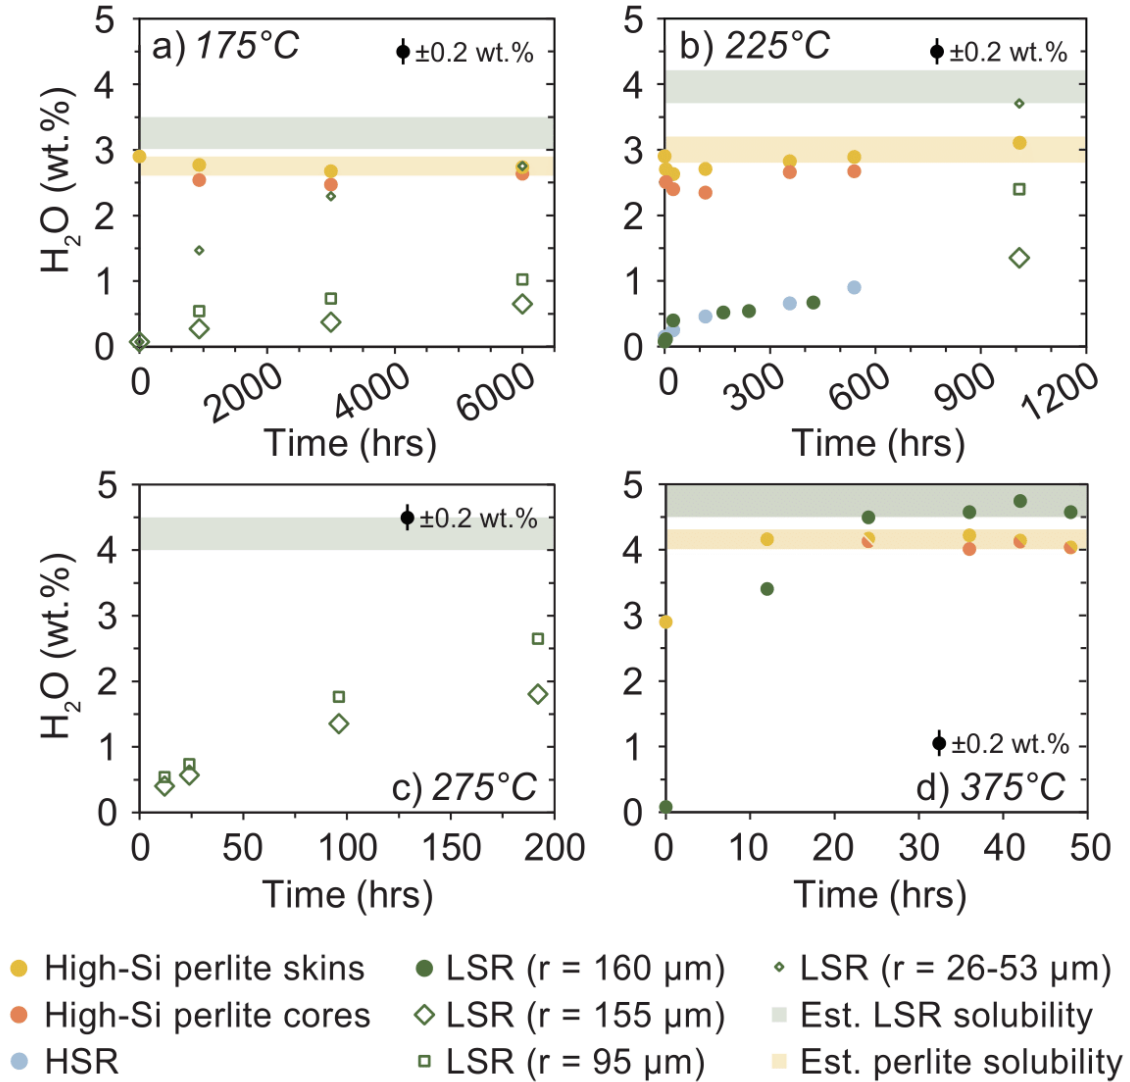 a) 175°C
±0.2 wt.%
5
4
3
2
1
0
H₂O (wt.%)
0
2000
4000
6000
Time (hrs)
b) 225°C
±0.2 wt.%
5
4
3
2
1
0
0
300
600
900
1200
Time (hrs)
c) 275°C
±0.2 wt.%
5
4
3
2
1
0
H₂O (wt.%)
0
50
100
150
200
Time (hrs)
d) 375°C
±0.2 wt.%
5
4
3
2
1
0
0
10
20
30
40
50
Time (hrs)
High-Si perlite skins
High-Si perlite cores
HSR
LSR (r = 160 µm)
LSR (r = 155 µm)
LSR (r = 95 µm)
LSR (r = 26-53 µm)
Est. LSR solubility
Est. perlite solubility